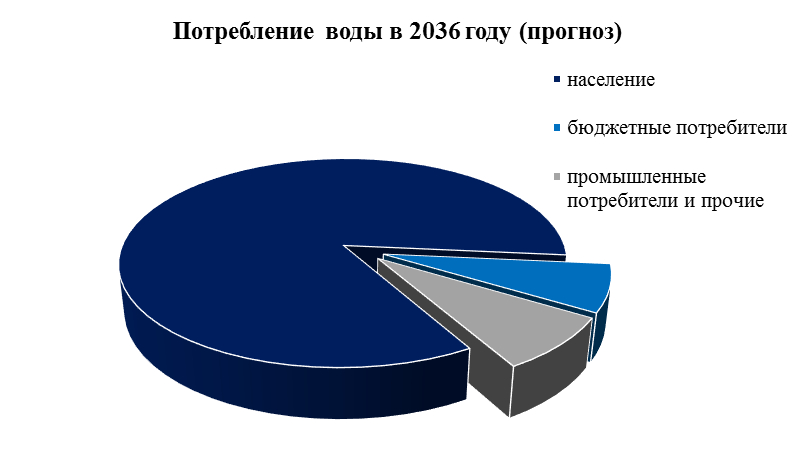 Потребление воды в 2036 году (прогноз)
население
бюджетные потребители
промышленные
потребители и прочие